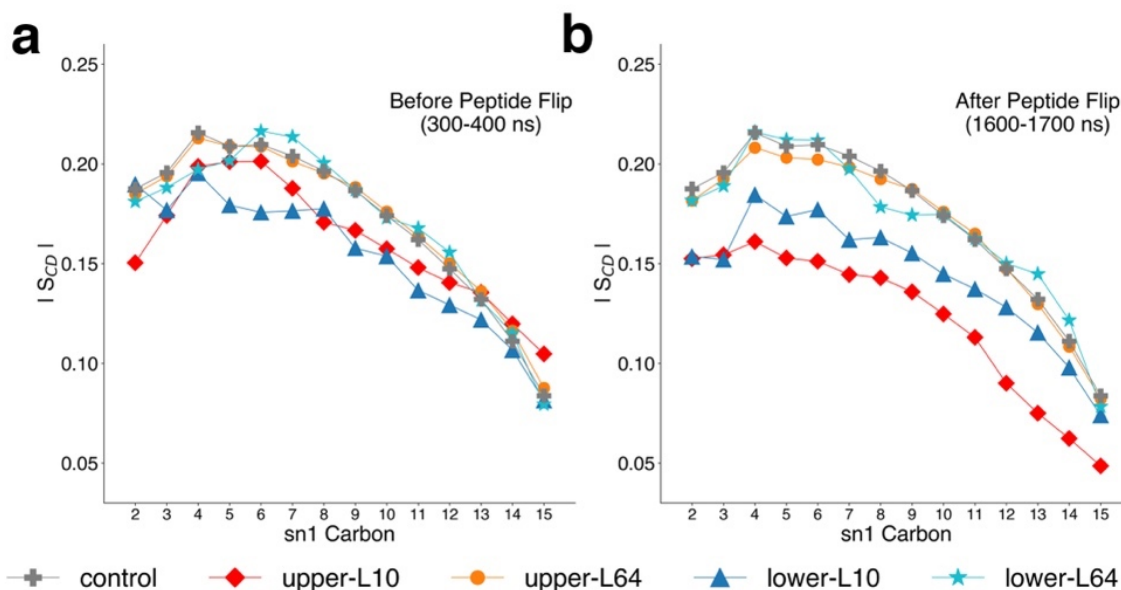 a
b
0.25
0.20
0.15
0.10
0.05
| S_CD |
Before Peptide Flip
(300-400 ns)
2 3 4 5 6 7 8 9 10 11 12 13 14 15
sn1 Carbon
0.25
0.20
0.15
0.10
0.05
| S_CD |
After Peptide Flip
(1600-1700 ns)
2 3 4 5 6 7 8 9 10 11 12 13 14 15
sn1 Carbon
control upper-L10 upper-L64 lower-L10 lower-L64